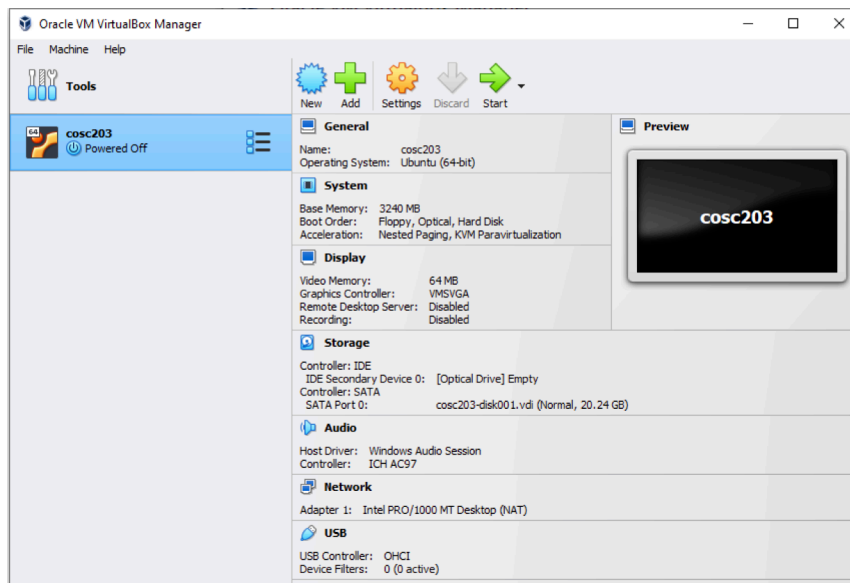 Oracle VM VirtualBox Manager
File Machine Help
Tools
New Add Settings Discard Start
64
cosc203
Powered Off
General
Name: cosc203
Operating System: Ubuntu (64-bit)
System
Base Memory: 3240 MB
Boot Order: Floppy, Optical, Hard Disk
Acceleration: Nested Paging, KVM Paravirtualization
Display
Video Memory: 64 MB
Graphics Controller: VMSVGA
Remote Desktop Server: Disabled
Recording: Disabled
Preview
cosc203
Storage
Controller: IDE
IDE Secondary Device 0: [Optical Drive] Empty
Controller: SATA
SATA Port 0: cosc203-disk001.vdi (Normal, 20.24 GB)
Audio
Host Driver: Windows Audio Session
Controller: ICH AC97
Network
Adapter 1: Intel PRO/1000 MT Desktop (NAT)
USB
USB Controller: OHCI
Device Filters: 0 (0 active)